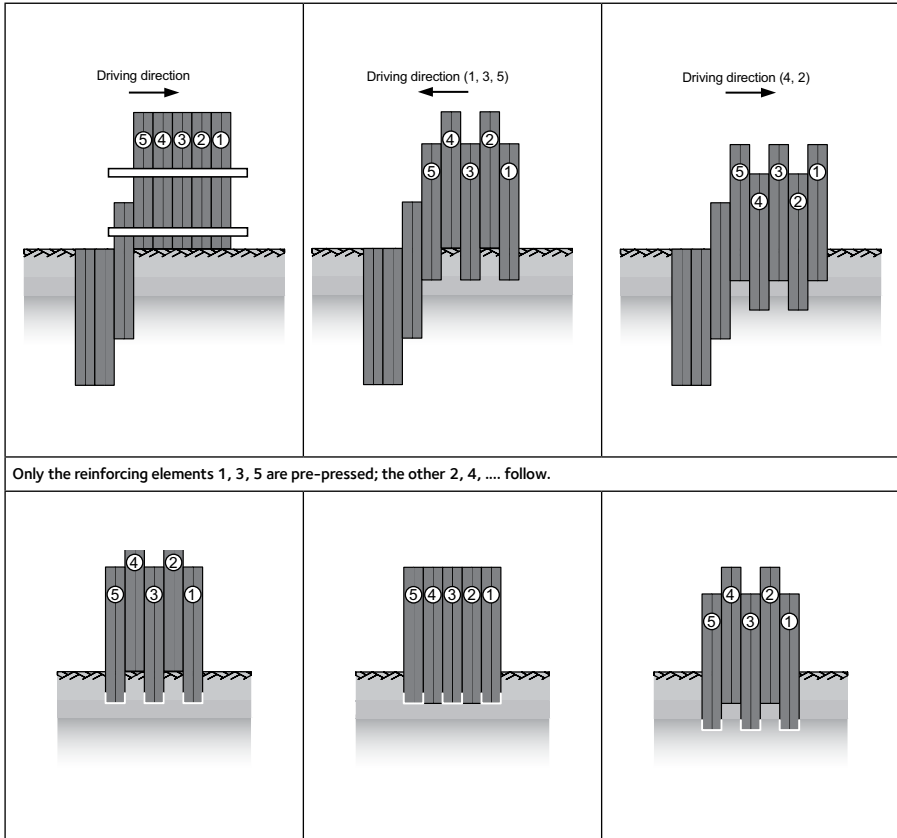 Driving direction
5 4 3 2 1
Driving direction (1, 3, 5)
4 2
5 3 1
Driving direction (4, 2)
5 3 1
4 2
Only the reinforcing elements 1, 3, 5 are pre-pressed; the other 2, 4, .... follow.
4 2
5 3 1
5 4 3 2 1
4 2
5 3 1